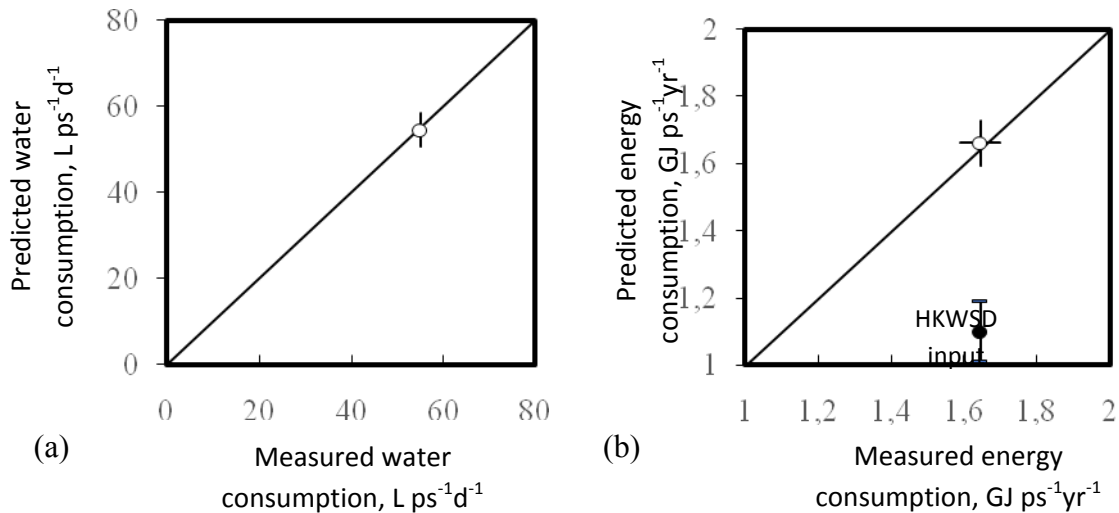 80
60
40
20
0
0 20 40 60 80
Predicted water
consumption, L ps⁻¹d⁻¹
Measured water
consumption, L ps⁻¹d⁻¹
(a)
2
1,8
1,6
1,4
1,2
1
1 1,2 1,4 1,6 1,8 2
Predicted energy
consumption, GJ ps⁻¹yr⁻¹
HKWSD
input
Measured energy
consumption, GJ ps⁻¹yr⁻¹
(b)